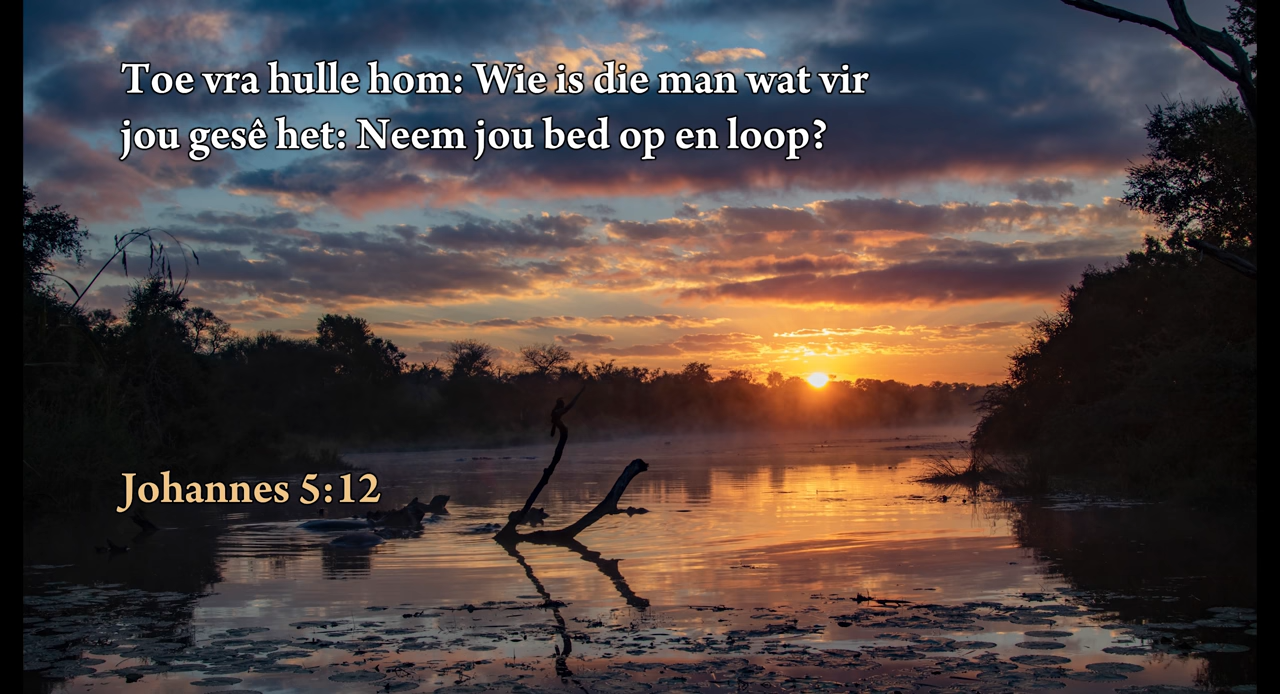 Toe vra hulle hom: Wie is die man wat vir
jou gesê het: Neem jou bed op en loop?
Johannes 5:12